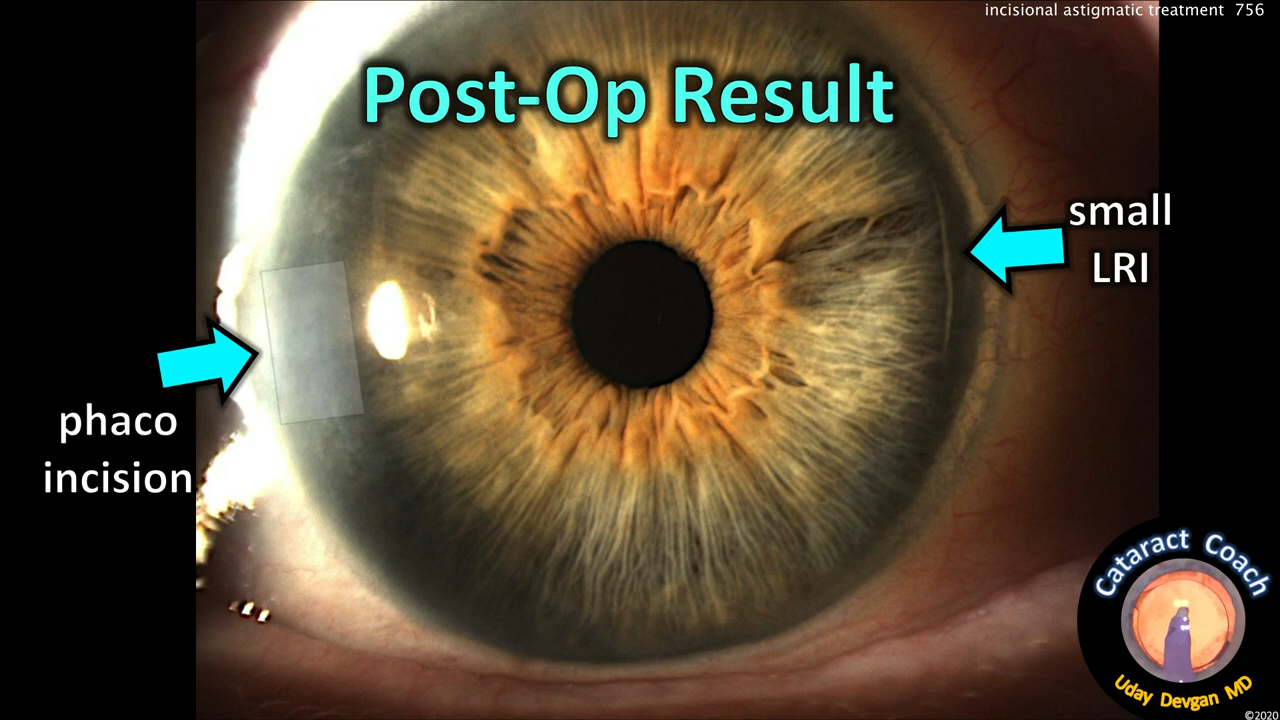 incisional astigmatic treatment 756
Post-Op Result
small
LRI
phaco
incision
Cataract Coach
Uday Devgan MD
©2020